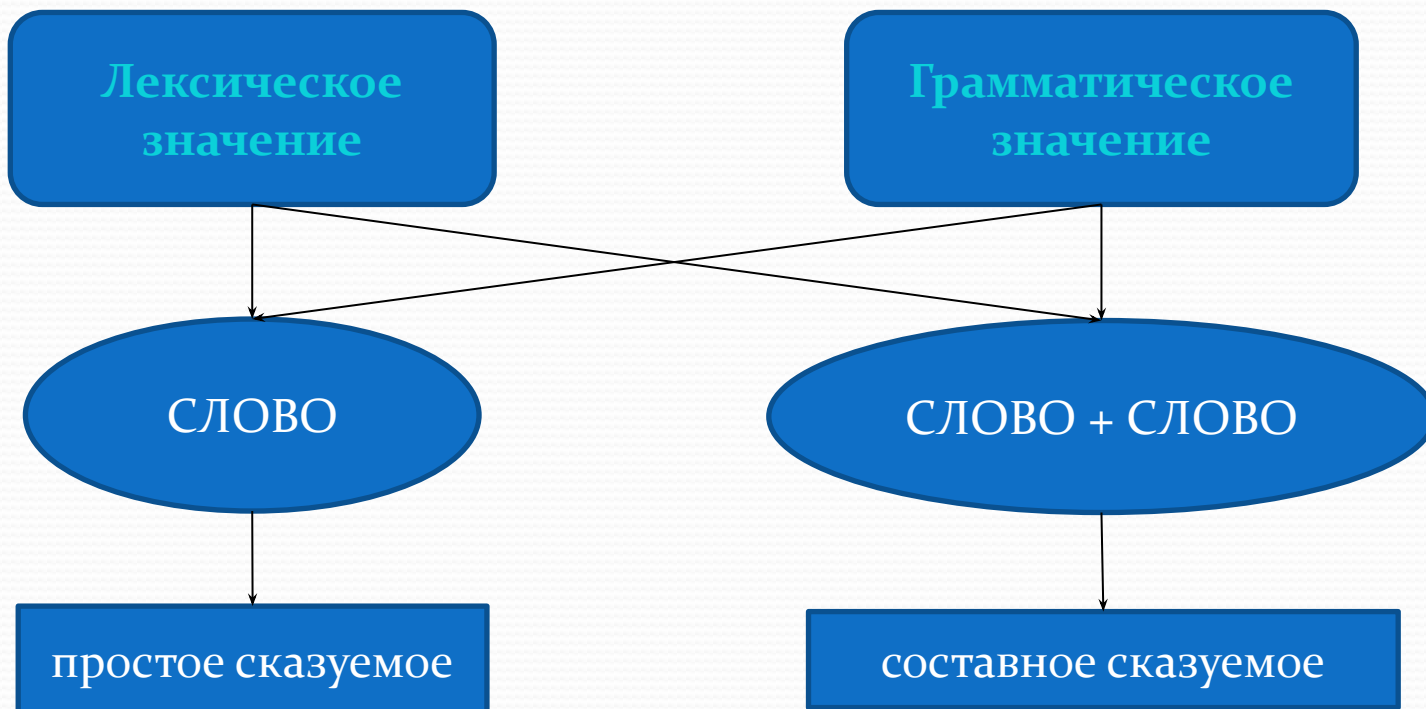 Лексическое
значение
Грамматическое
значение
СЛОВО
СЛОВО + СЛОВО
простое сказуемое
составное сказуемое